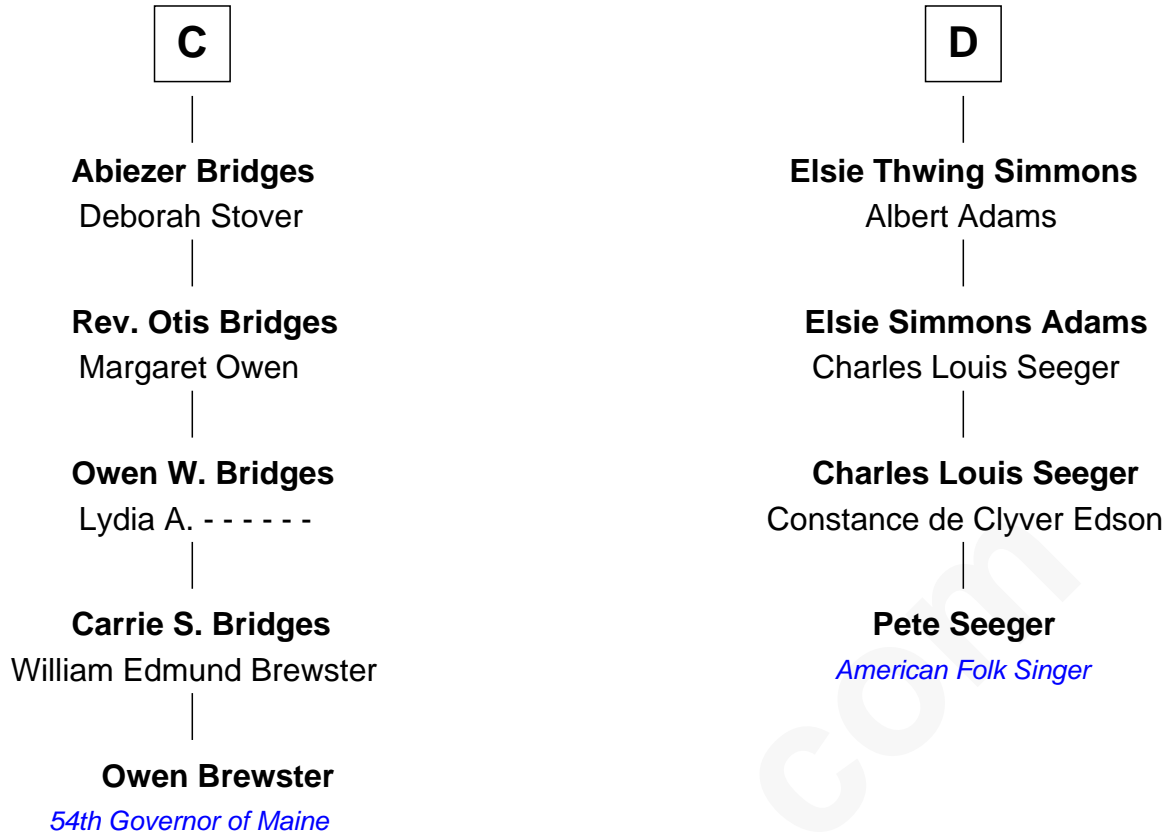 C
Abiezer Bridges
Deborah Stover
Rev. Otis Bridges
Margaret Owen
Owen W. Bridges
Lydia A. - - - - - -
Carrie S. Bridges
William Edmund Brewster
Owen Brewster
54th Governor of Maine
D
Elsie Thwing Simmons
Albert Adams
Elsie Simmons Adams
Charles Louis Seeger
Charles Louis Seeger
Constance de Clyver Edson
Pete Seeger
American Folk Singer
com